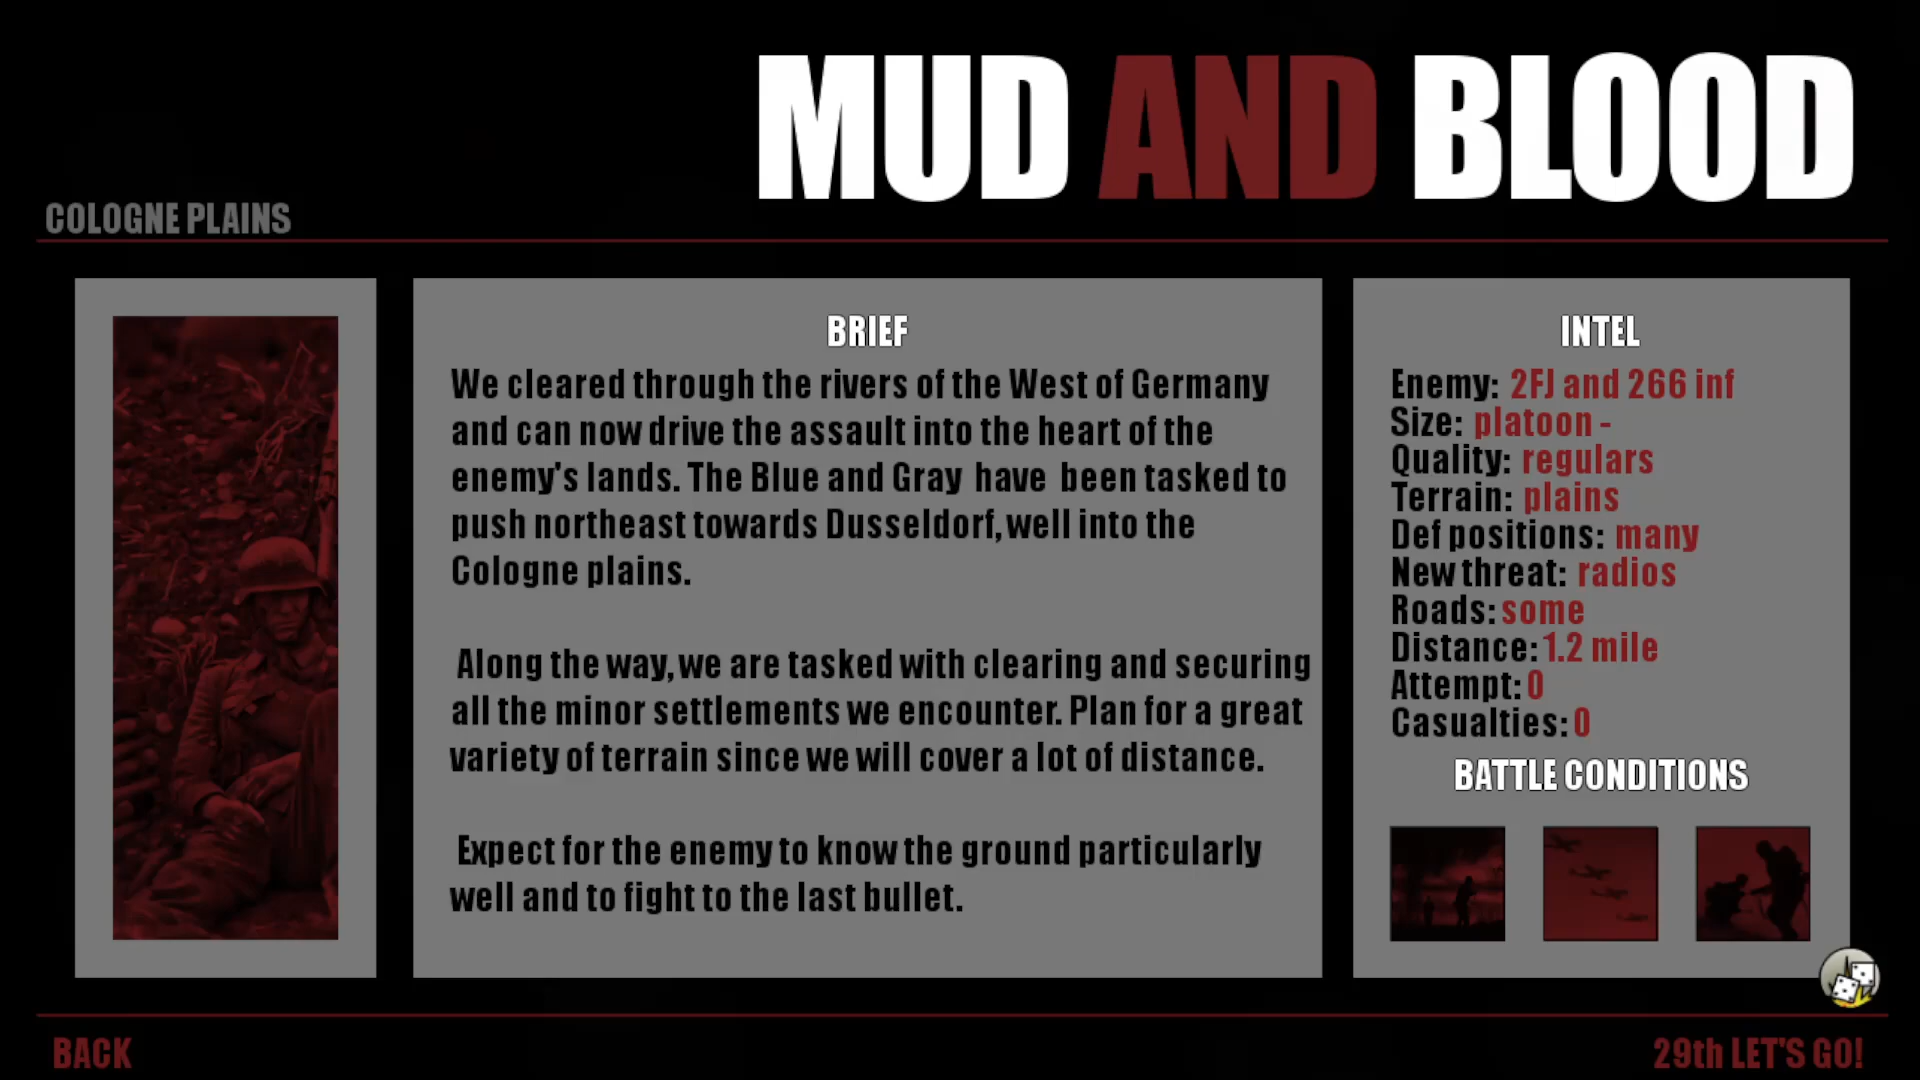 MUD AND BLOOD
COLOGNE PLAINS
BRIEF
We cleared through the rivers of the West of Germany
and can now drive the assault into the heart of the
enemy's lands. The Blue and Gray have been tasked to
push northeast towards Dusseldorf, well into the
Cologne plains.
Along the way, we are tasked with clearing and securing
all the minor settlements we encounter. Plan for a great
variety of terrain since we will cover a lot of distance.
Expect for the enemy to know the ground particularly
well and to fight to the last bullet.
INTEL
Enemy: 2FJ and 266 inf
Size: platoon -
Quality: regulars
Terrain: plains
Def positions: many
New threat: radios
Roads: some
Distance: 1.2 mile
Attempt: 0
Casualties: 0
BATTLE CONDITIONS
BACK
29th LET'S GO!